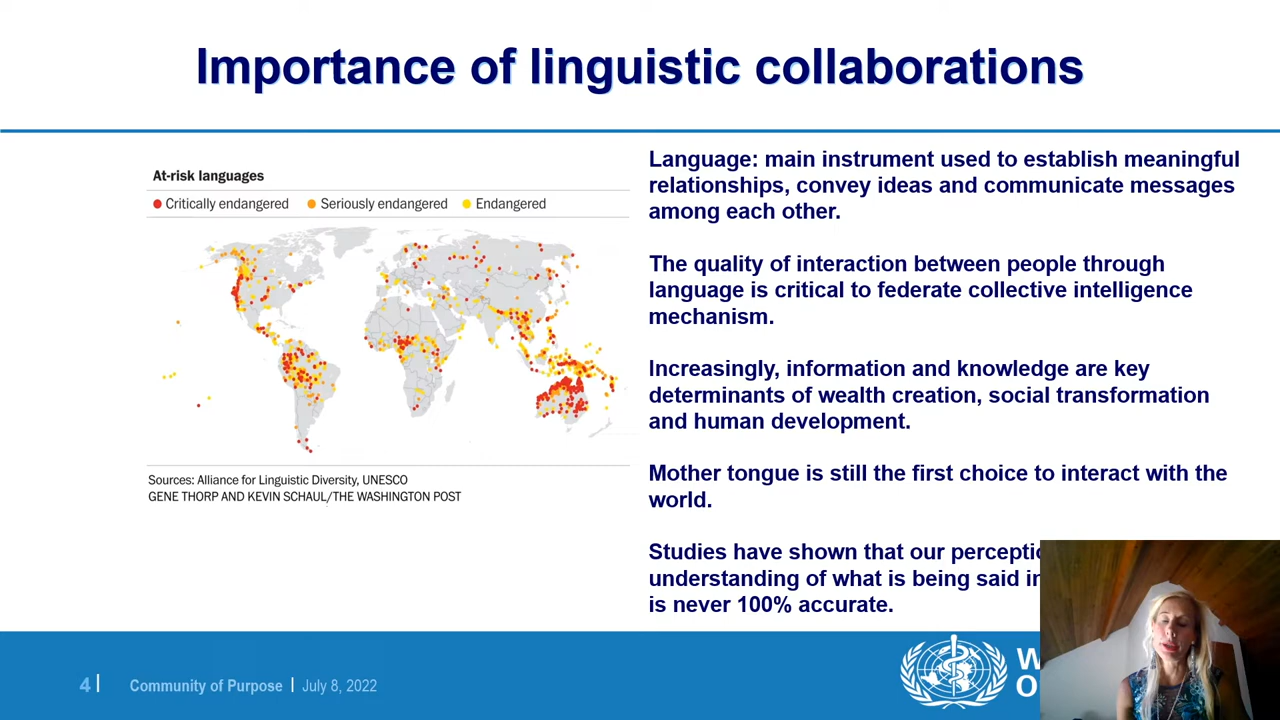 Importance of linguistic collaborations
At-risk languages
Critically endangered
Seriously endangered
Endangered
Sources: Alliance for Linguistic Diversity, UNESCO
GENE THORP AND KEVIN SCHAUL/THE WASHINGTON POST
Language: main instrument used to establish meaningful
relationships, convey ideas and communicate messages
among each other.
The quality of interaction between people through
language is critical to federate collective intelligence
mechanism.
Increasingly, information and knowledge are key
determinants of wealth creation, social transformation
and human development.
Mother tongue is still the first choice to interact with the
world.
Studies have shown that our
understanding of what is being said
is never 100% accurate.
4 | Community of Purpose | July 8, 2022